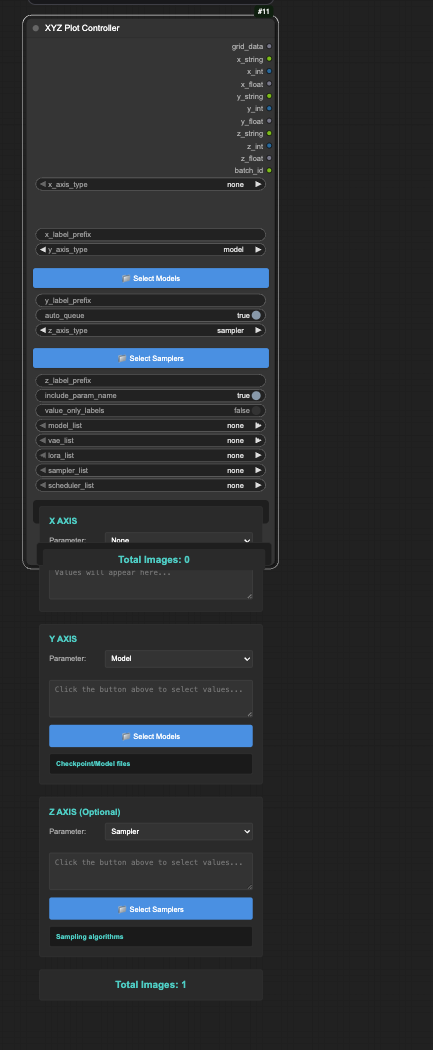 #11
XYZ Plot Controller
grid_data
x_string
x_int
x_float
y_string
y_int
y_float
z_string
z_int
z_float
batch_id
x_axis_type none
x_label_prefix
y_axis_type model
Select Models
y_label_prefix
auto_queue true
z_axis_type sampler
Select Samplers
z_label_prefix
include_param_name true
value_only_labels false
model_list none
vae_list none
lora_list none
sampler_list none
scheduler_list none
X AXIS
Parameter: None
Total Images: 0
Values will appear here...
Y AXIS
Parameter: Model
Click the button above to select values...
Select Models
Checkpoint/Model files
Z AXIS (Optional)
Parameter: Sampler
Click the button above to select values...
Select Samplers
Sampling algorithms
Total Images: 1